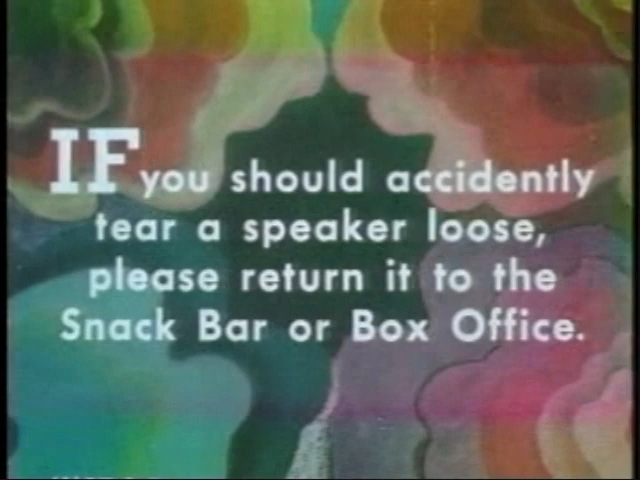 IF you should accidently
tear a speaker loose,
please return it to the
Snack Bar or Box Office.